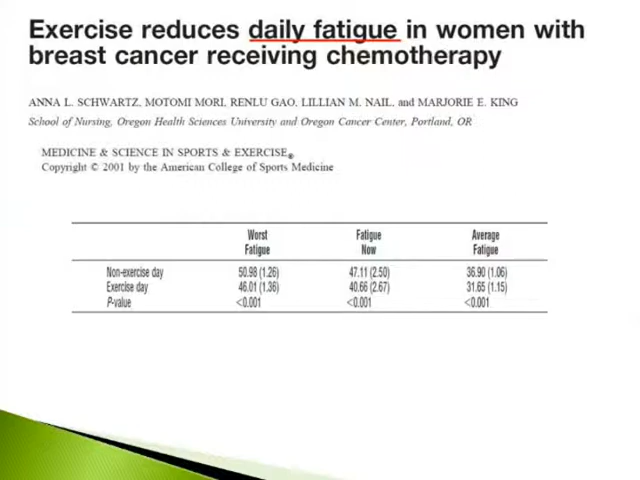 Exercise reduces daily fatigue in women with
breast cancer receiving chemotherapy
ANNA L. SCHWARTZ, MOTOMI MORI, RENLU GAO, LILLIAN M. NAIL, and MARJORIE E. KING
School of Nursing, Oregon Health Sciences University and Oregon Cancer Center, Portland, OR
MEDICINE & SCIENCE IN SPORTS & EXERCISE®
Copyright © 2001 by the American College of Sports Medicine
Worst Fatigue Average
Fatigue Now Fatigue
Non-exercise day 50.98 (1.26) 47.11 (2.50) 36.90 (1.06)
Exercise day 46.01 (1.36) 40.66 (2.67) 31.65 (1.15)
P-value <0.001 <0.001 <0.001